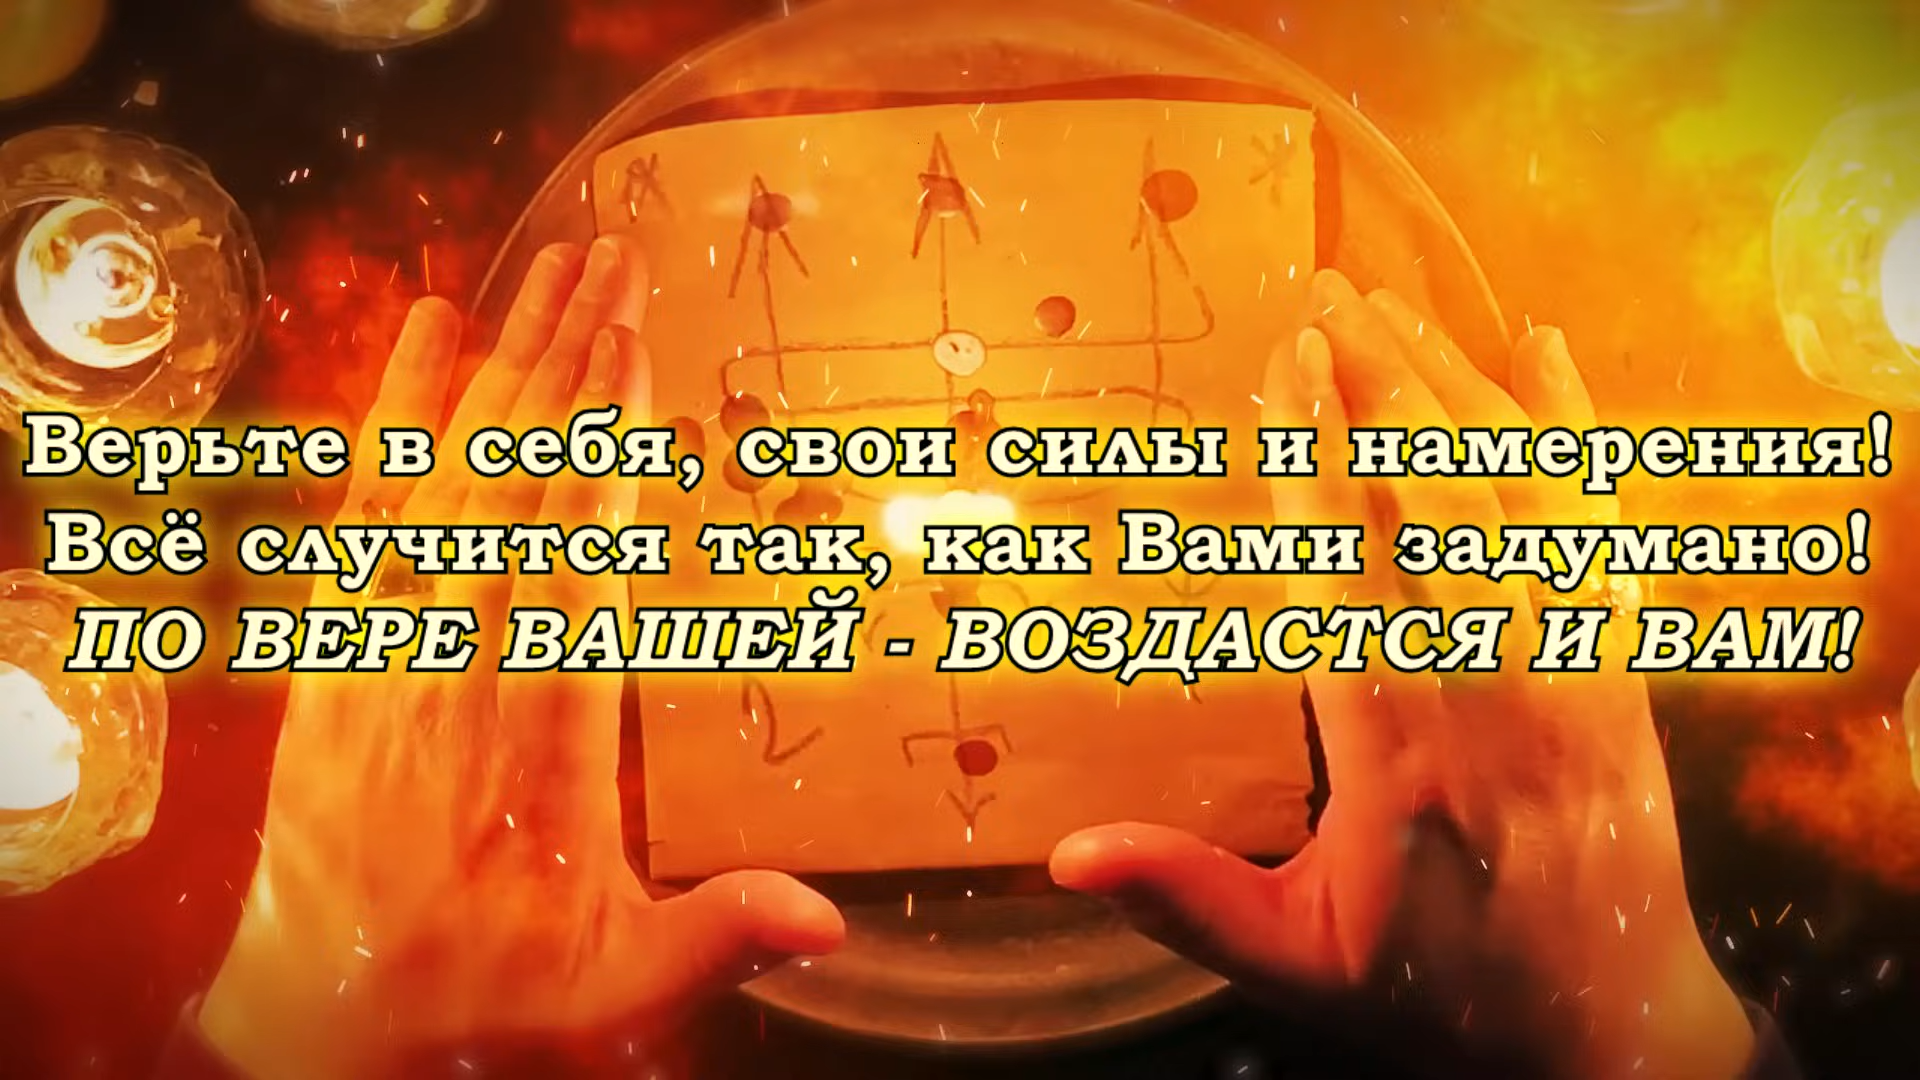 Верьте в себя, свои силы и намерения!
Всё случится так, как Вами задумано!
ПО ВЕРЕ ВАШЕЙ - ВОЗДАСТСЯ И ВАМ!